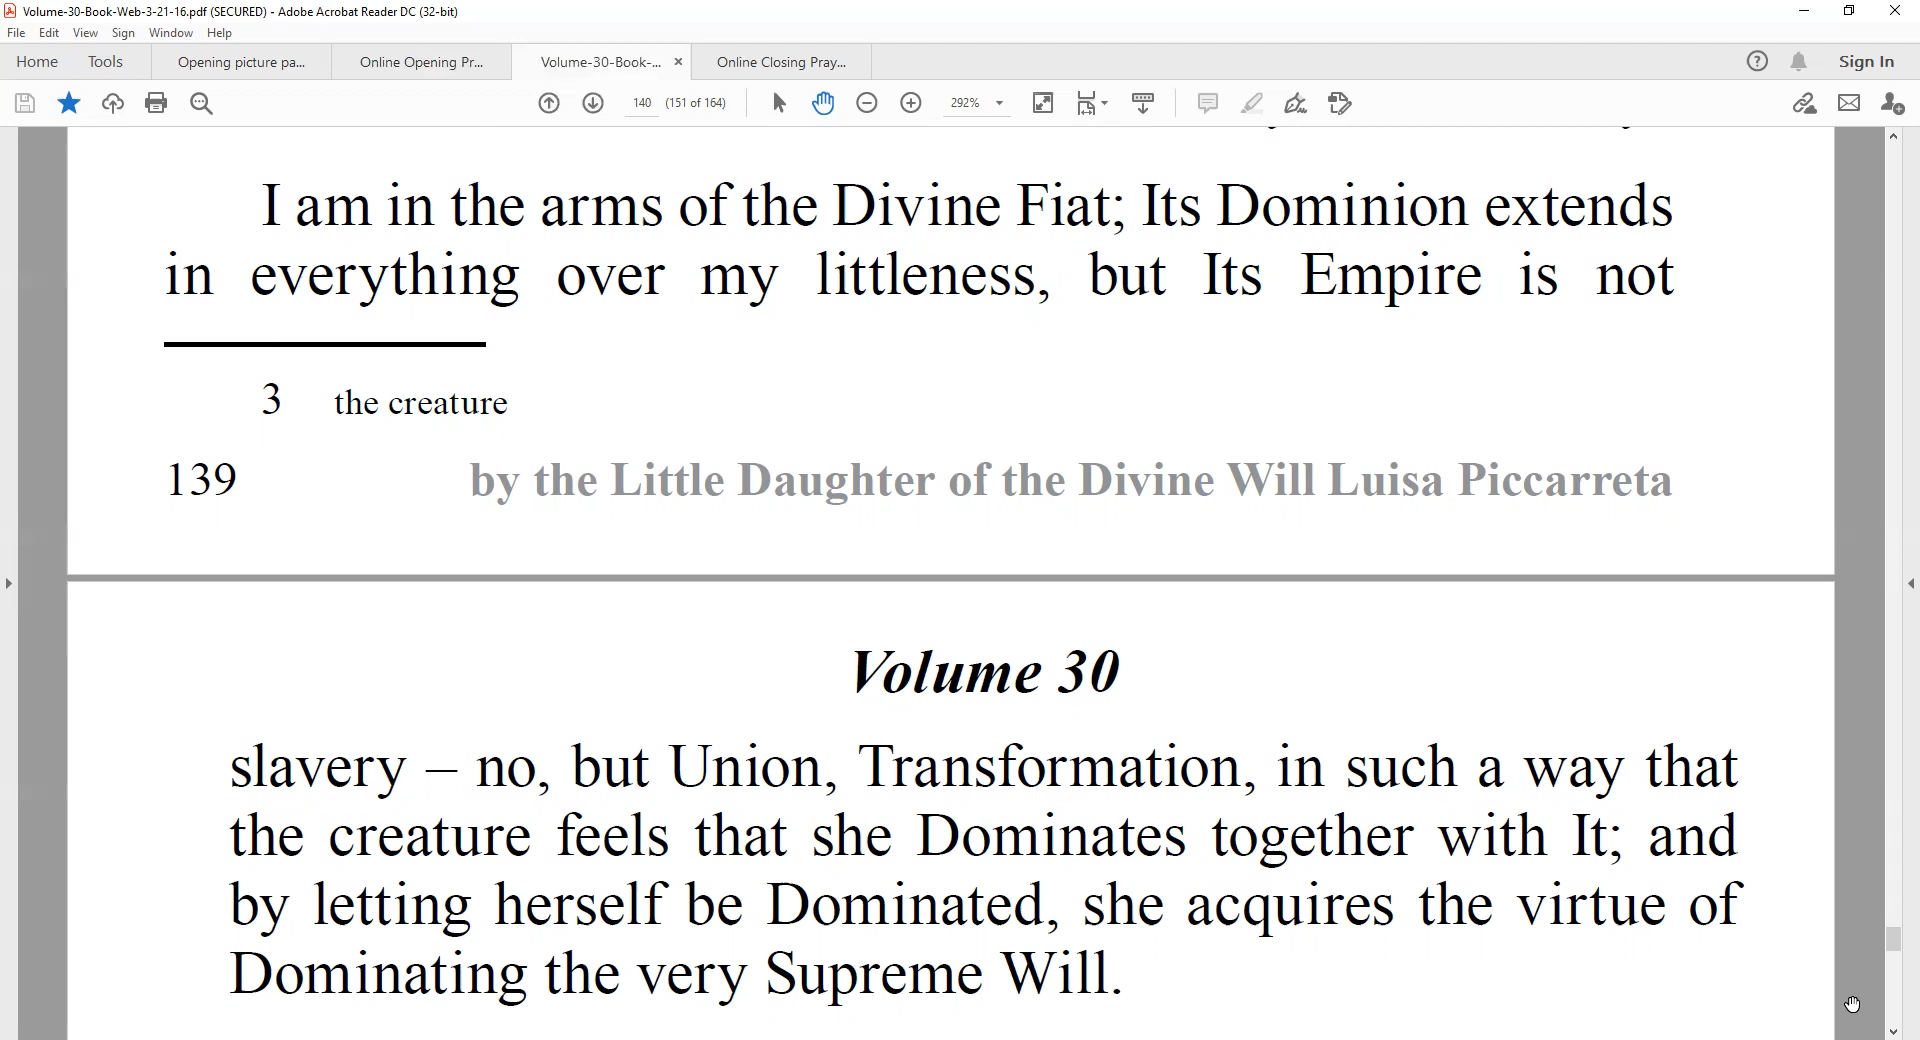 Volume-30-Book-Web-3-21-16.pdf (SECURED) - Adobe Acrobat Reader DC (32-bit)
File Edit View Sign Window Help
Home Tools Opening picture pa... Online Opening Pr... Volume-30-Book-... × Online Closing Pray... Sign In
140 (151 of 164) 292%
I am in the arms of the Divine Fiat; Its Dominion extends
in everything over my littleness, but Its Empire is not
3 the creature
139 by the Little Daughter of the Divine Will Luisa Piccarreta
Volume 30
slavery – no, but Union, Transformation, in such a way that
the creature feels that she Dominates together with It; and
by letting herself be Dominated, she acquires the virtue of
Dominating the very Supreme Will.